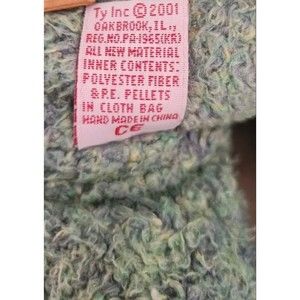 Ty Inc © 2001
OAKBROOK, IL.,
REG.NO.PA-1965(KR)
ALL NEW MATERIAL
INNER CONTENTS:
POLYESTER FIBER
& P.E. PELLETS
IN CLOTH BAG
HAND MADE IN CHINA
CE